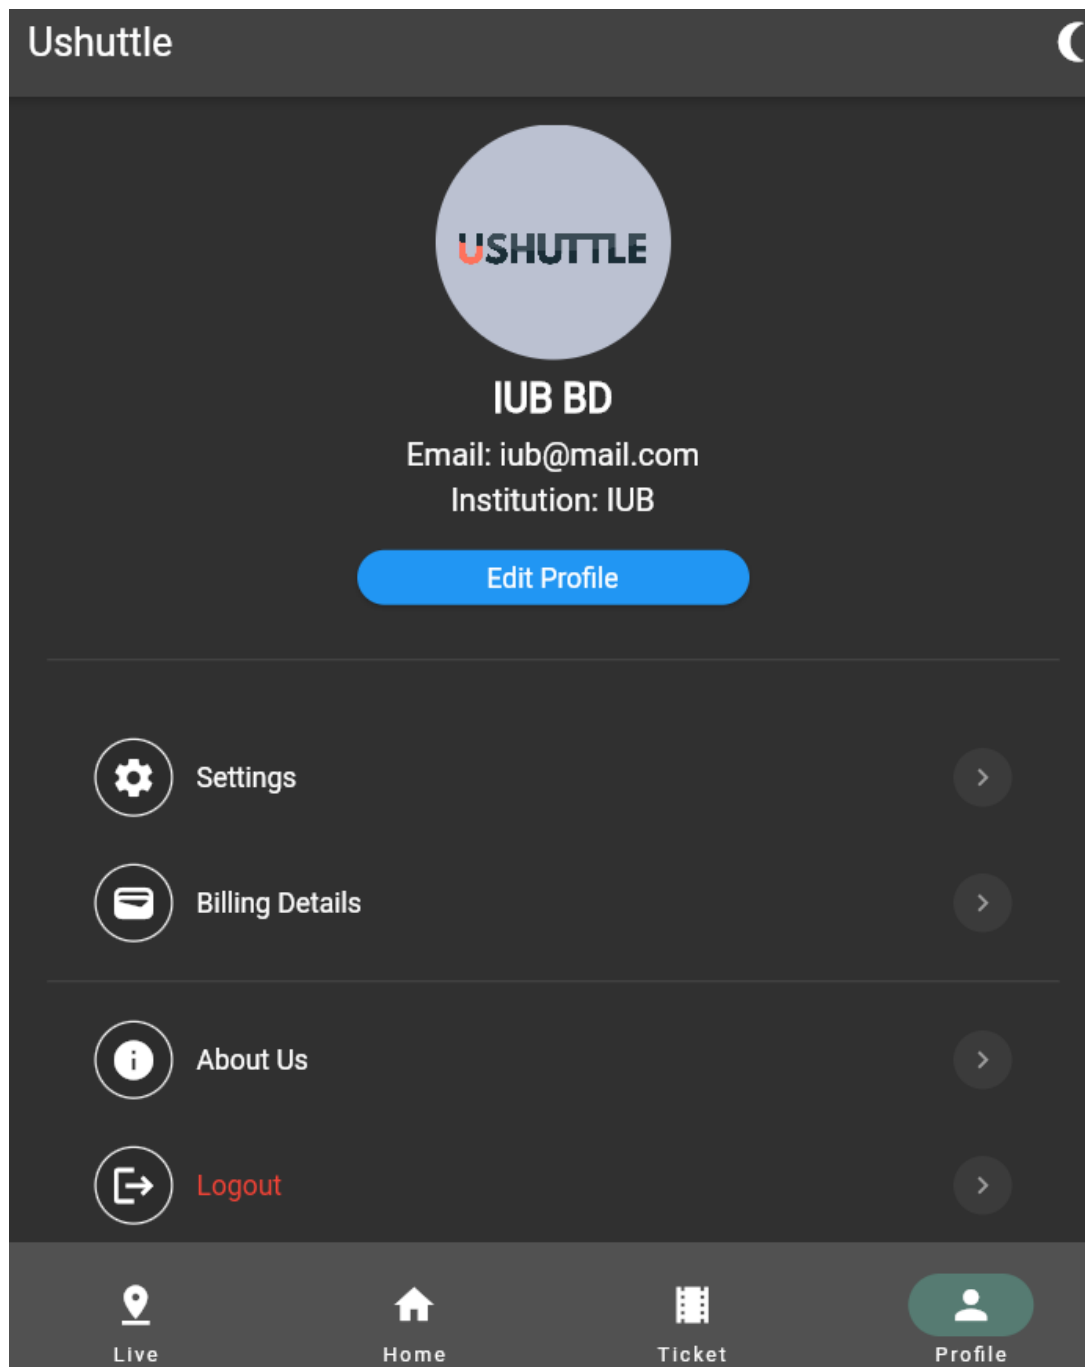 Ushuttle
USHUTTLE
IUB BD
Email: iub@mail.com
Institution: IUB
Edit Profile
Settings
Billing Details
About Us
Logout
Live Home Ticket Profile